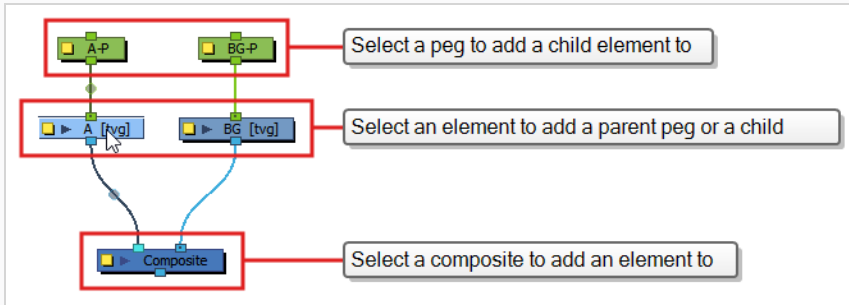 A-P BG-P
Select a peg to add a child element to
A [tvg] BG [tvg]
Select an element to add a parent peg or a child
Composite
Select a composite to add an element to